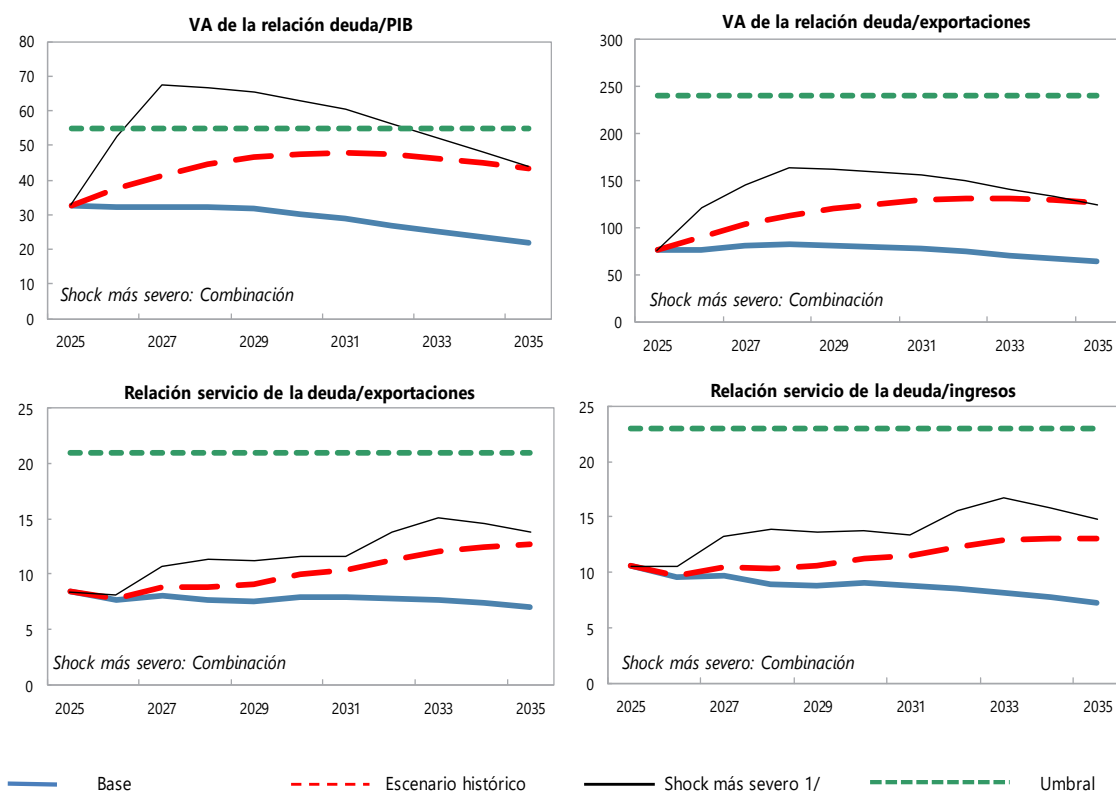 VA de la relación deuda/PIB
80
70
60
50
40
30
20
10
0
Shock más severo: Combinación
2025 2027 2029 2031 2033 2035
VA de la relación deuda/exportaciones
300
250
200
150
100
50
0
Shock más severo: Combinación
2025 2027 2029 2031 2033 2035
Relación servicio de la deuda/exportaciones
25
20
15
10
5
0
Shock más severo: Combinación
2025 2027 2029 2031 2033 2035
Relación servicio de la deuda/ingresos
25
20
15
10
5
0
Shock más severo: Combinación
2025 2027 2029 2031 2033 2035
Base Escenario histórico Shock más severo 1/ Umbral